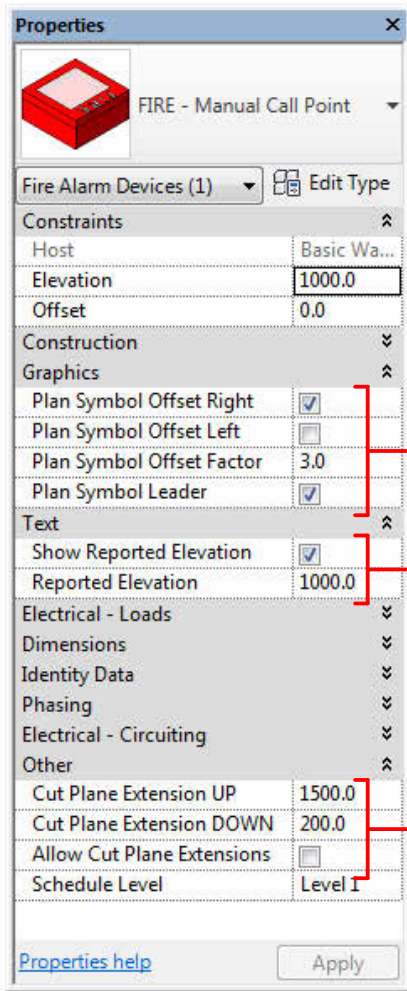 Properties
FIRE - Manual Call Point
Fire Alarm Devices (1) Edit Type
Constraints
Host Basic Wa...
Elevation 1000.0
Offset 0.0
Construction
Graphics
Plan Symbol Offset Right
Plan Symbol Offset Left
Plan Symbol Offset Factor 3.0
Plan Symbol Leader
Text
Show Reported Elevation
Reported Elevation 1000.0
Electrical - Loads
Dimensions
Identity Data
Phasing
Electrical - Circuiting
Other
Cut Plane Extension UP 1500.0
Cut Plane Extension DOWN 200.0
Allow Cut Plane Extensions
Schedule Level Level 1
Properties help Apply